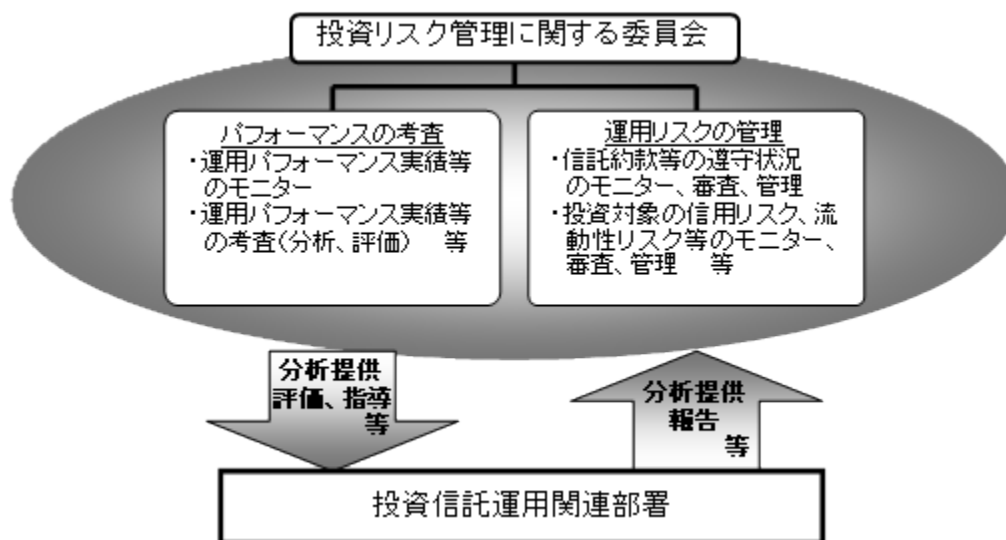 投資リスク管理に関する委員会
パフォーマンスの考査
・運用パフォーマンス実績等
のモニター
・運用パフォーマンス実績等
の考査(分析、評価) 等
運用リスクの管理
・信託約款等の遵守状況
のモニター、審査、管理
・投資対象の信用リスク、流
動性リスク等のモニター、
審査、管理 等
分析提供
評価、指導
等
分析提供
報告
等
投資信託運用関連部署